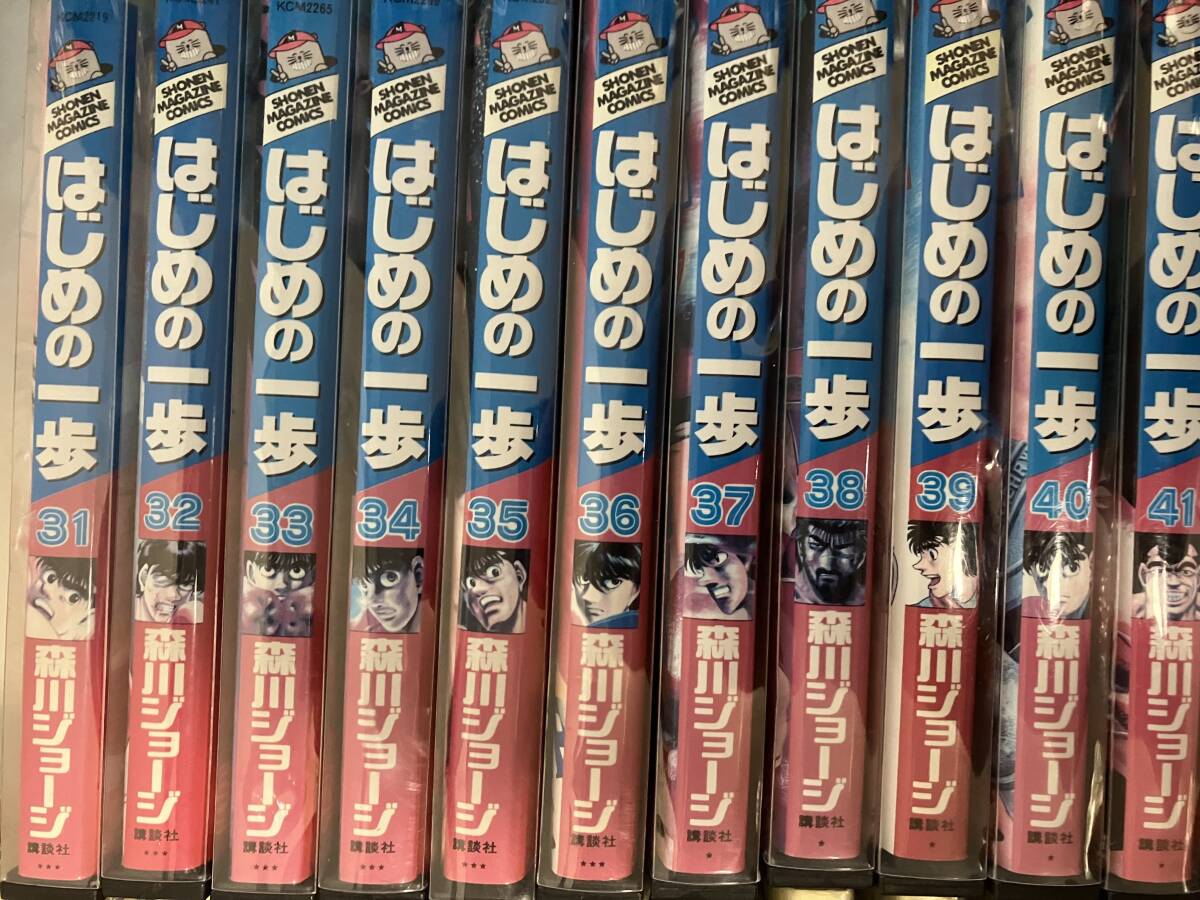 KCM2219
SHONEN
MAGAZINE
COMICS
はじめの一歩
31
森川ジョージ
講談社
***
SHONEN
MAGAZINE
COMICS
はじめの一歩
32
森川ジョージ
講談社
***
KCM2265
SHONEN
MAGAZINE
COMICS
はじめの一歩
33
森川ジョージ
講談社
***
SHONEN
MAGAZINE
COMICS
はじめの一歩
34
森川ジョージ
講談社
***
SHONEN
MAGAZINE
COMICS
はじめの一歩
35
森川ジョージ
講談社
***
SHONEN
MAGAZINE
COMICS
はじめの一歩
36
森川ジョージ
講談社
***
SHONEN
MAGAZINE
COMICS
はじめの一歩
37
森川ジョージ
講談社
*
SHONEN
MAGAZINE
COMICS
はじめの一歩
38
森川ジョージ
講談社
*
SHONEN
MAGAZINE
COMICS
はじめの一歩
39
森川ジョージ
講談社
*
SHONEN
MAGAZINE
COMICS
はじめの一歩
40
森川ジョージ
講談社
*
SHONEN
MAGAZINE
COMICS
はじめの一歩
41
森川ジョージ
講談社
*